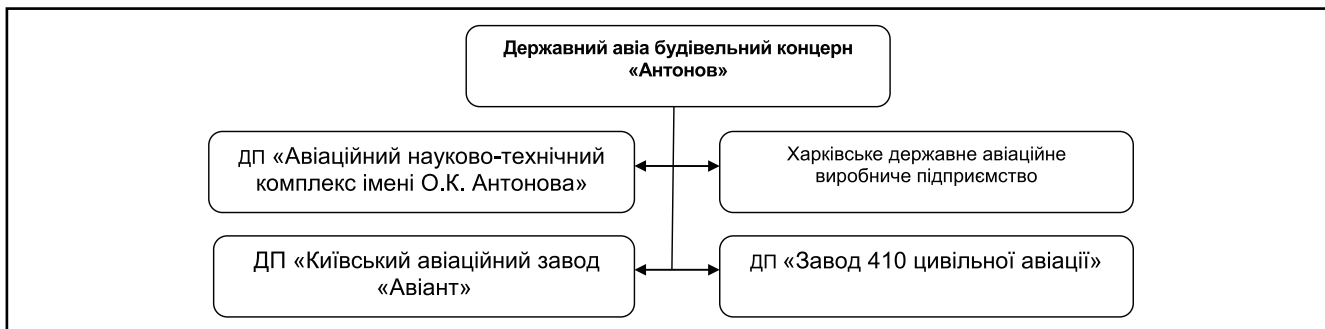 Державний авіа будівельний концерн
«Антонов»
ДП «Авіаційний науково-технічний
комплекс імені О.К. Антонова»
Харківське державне авіаційне
виробниче підприємство
ДП «Київський авіаційний завод
«Авіант»
ДП «Завод 410 цивільної авіації»